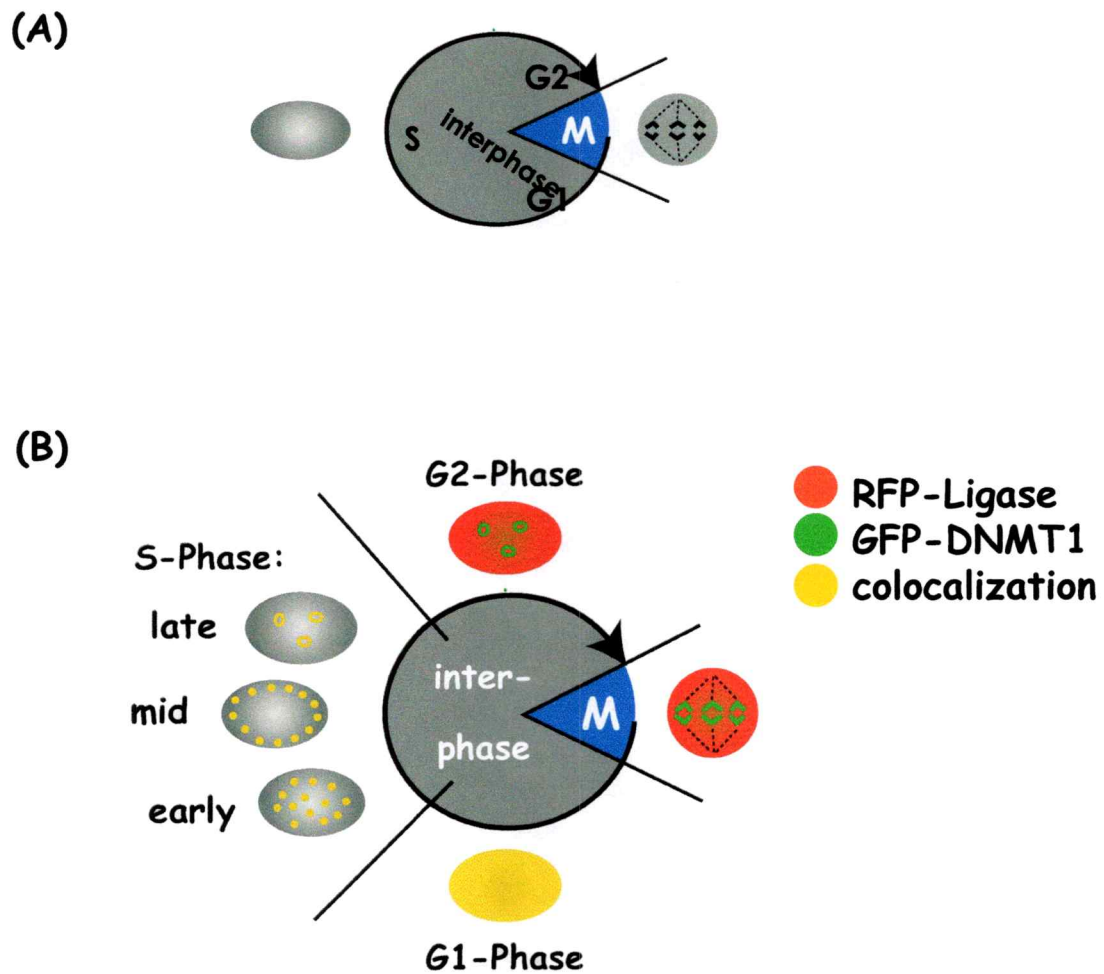 (A)
G2
S
interphase
M
G1
(B)
G2-Phase
RFP-Ligase
GFP-DNMT1
colocalization
S-Phase:
late
mid
early
inter-
phase
M
G1-Phase